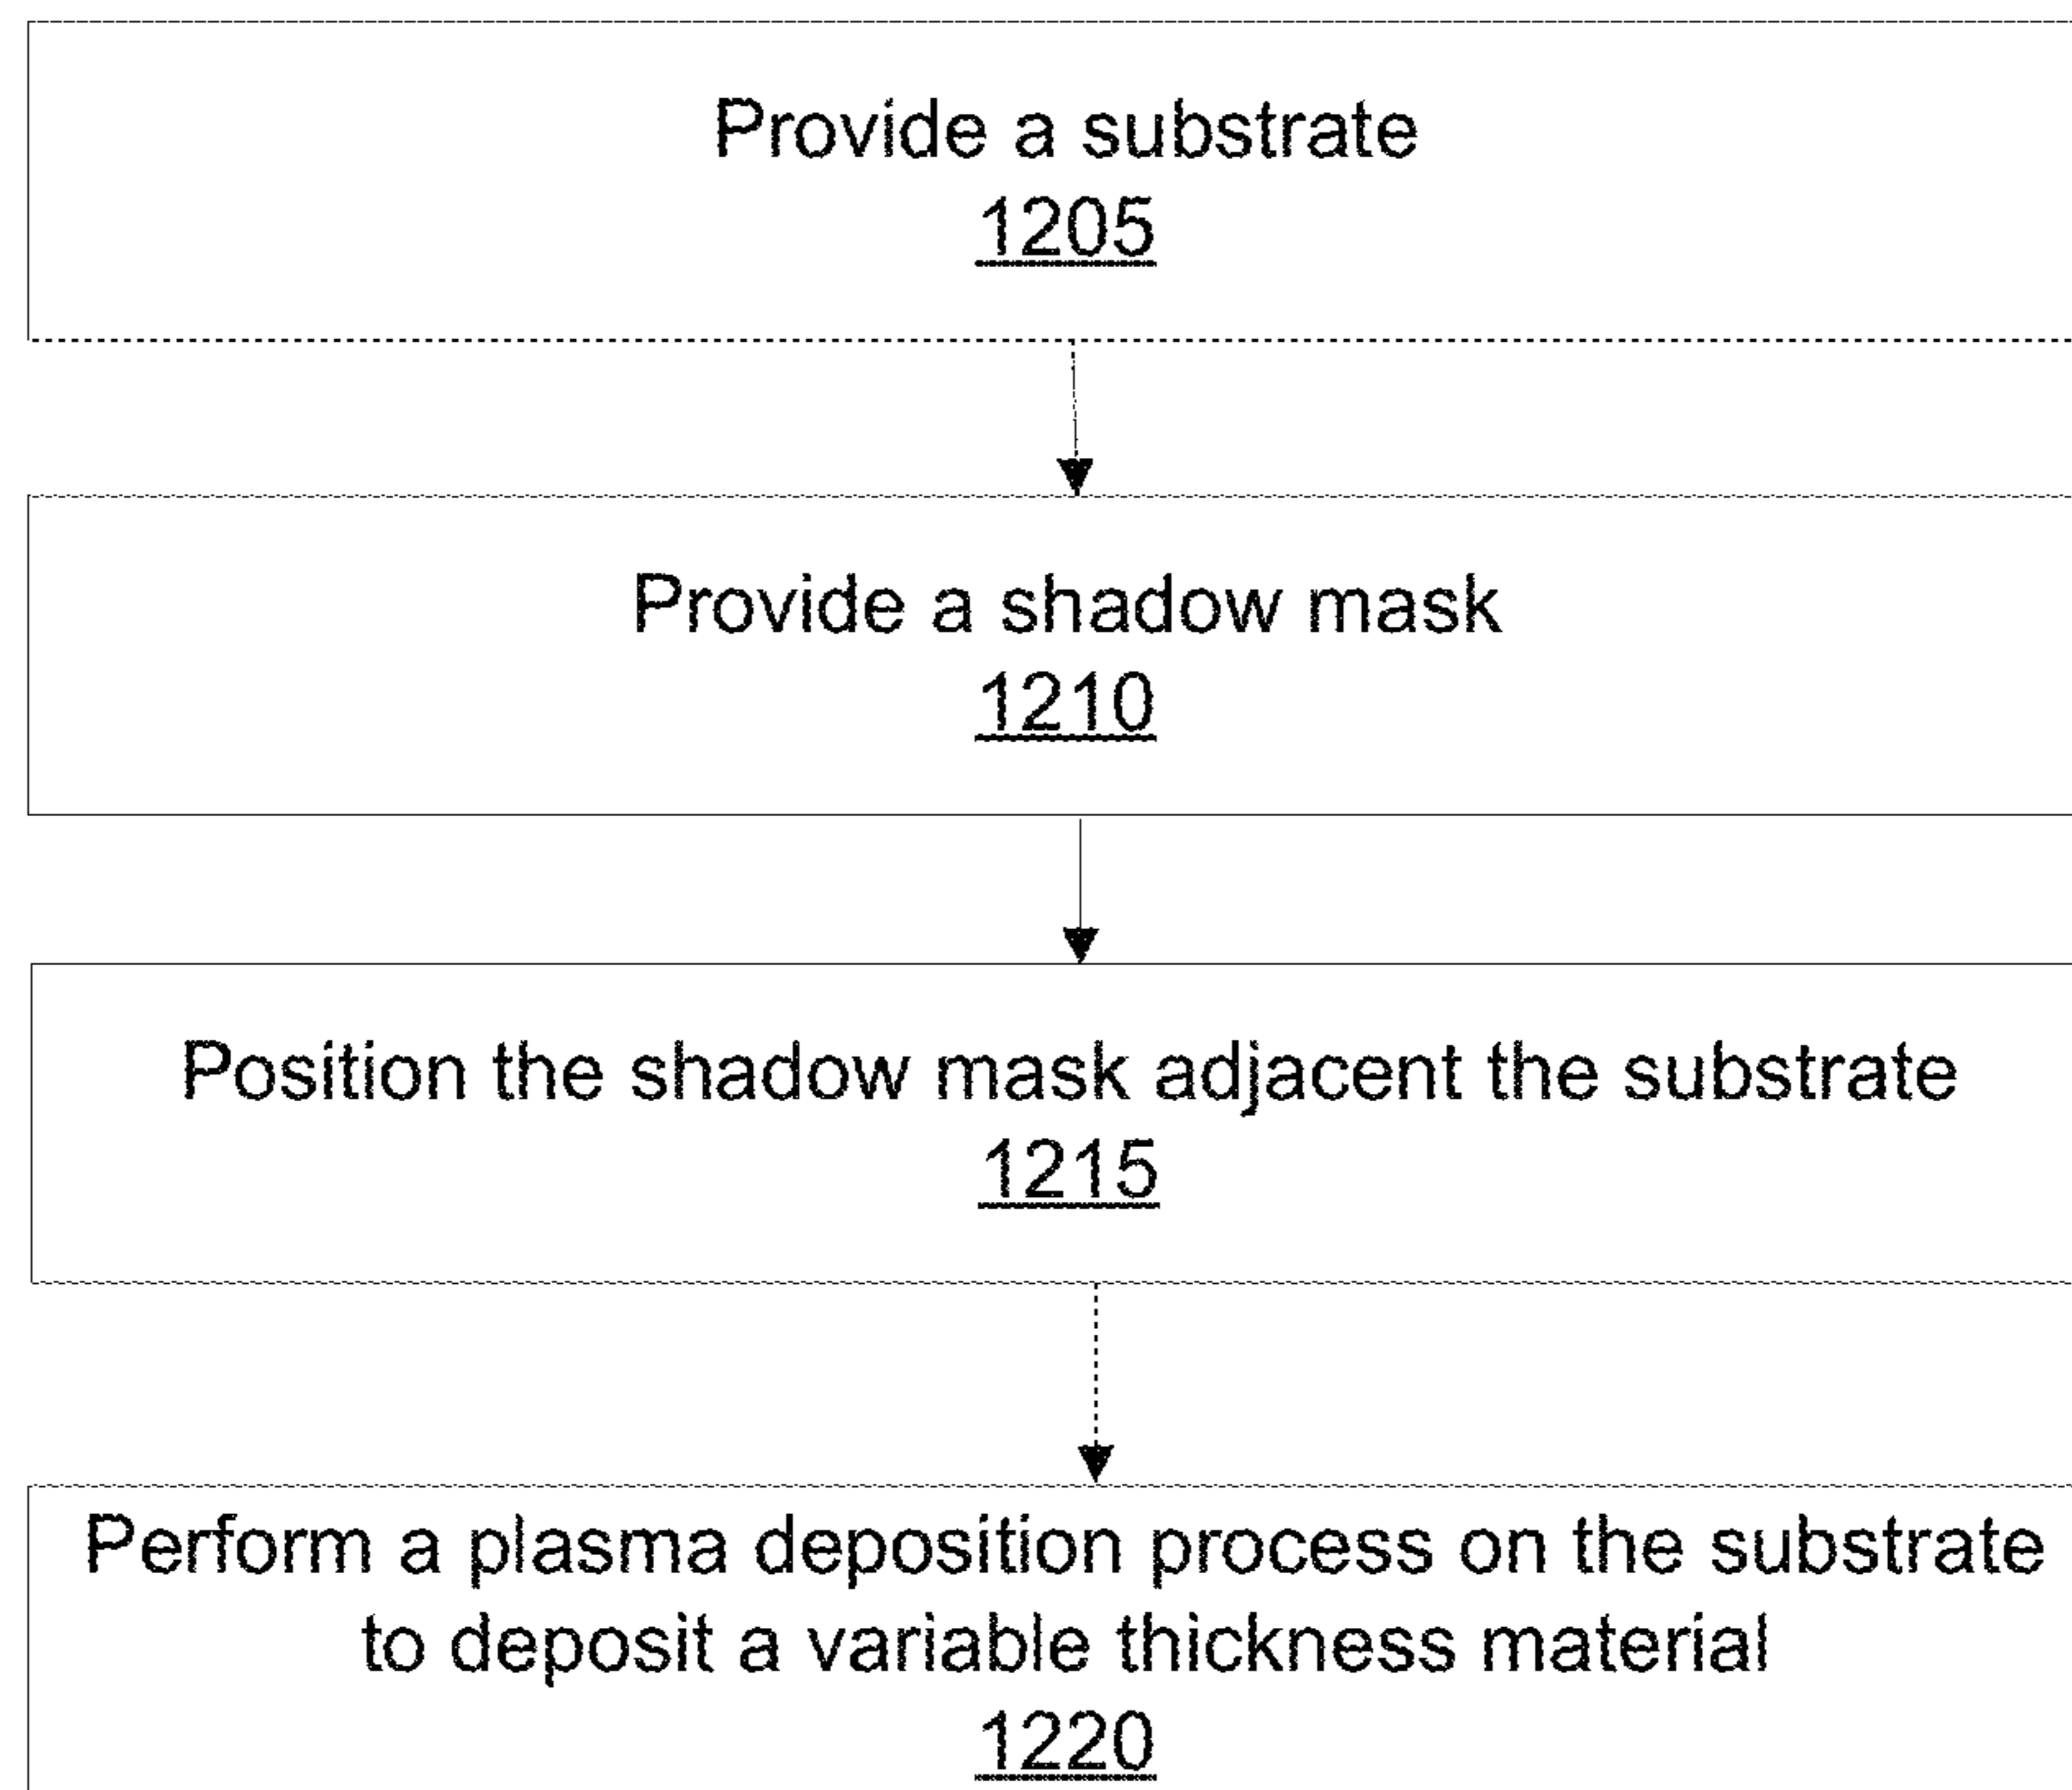 Provide a substrate
1205
Provide a shadow mask
1210
Position the shadow mask adjacent the substrate
1215
Perform a plasma deposition process on the substrate
to deposit a variable thickness material
1220